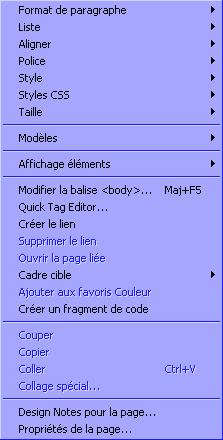 Format de paragraphe
Liste
Aligner
Police
Style
Styles CSS
Taille
Modèles
Affichage éléments
Modifier la balise <body>... Maj+F5
Quick Tag Editor...
Créer le lien
Supprimer le lien
Ouvrir la page liée
Cadre cible
Ajouter aux favoris Couleur
Créer un fragment de code
Couper
Copier
Coller Ctrl+V
Collage spécial...
Design Notes pour la page...
Propriétés de la page...